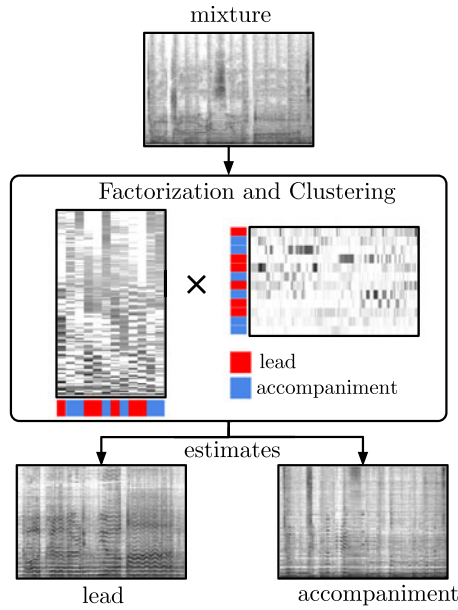 mixture
Factorization and Clustering
×
lead
accompaniment
estimates
lead
accompaniment